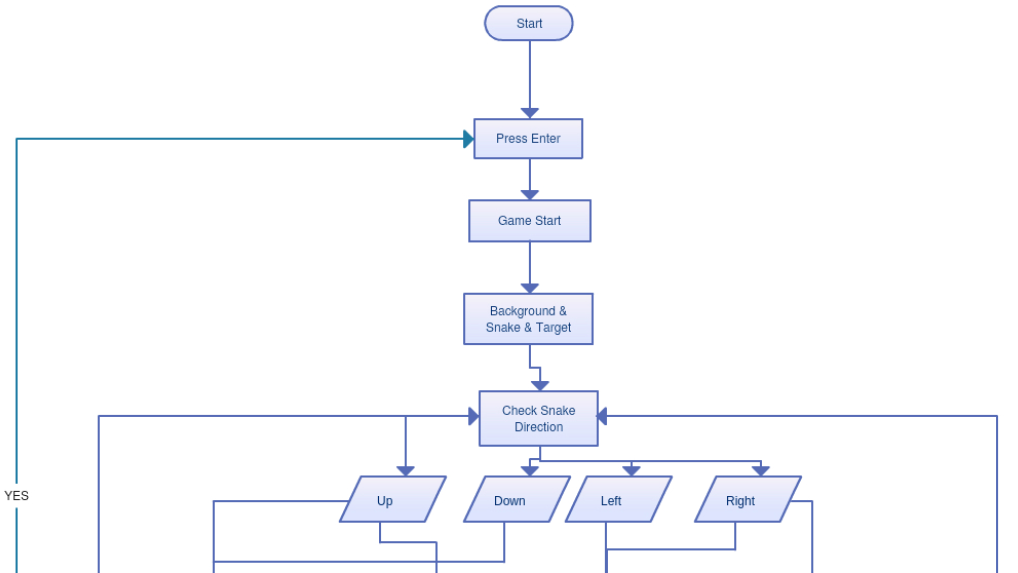 Start
Press Enter
Game Start
Background &
Snake & Target
Check Snake
Direction
YES
Up
Down
Left
Right